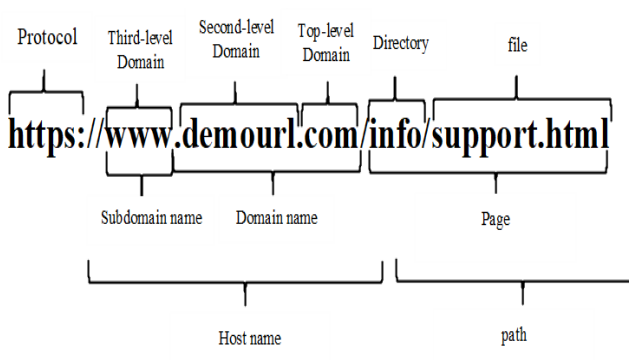 Protocol
Third-level
Domain
Second-level
Domain
Top-level
Domain
Directory
file
https://www.demourl.com/info/support.html
Subdomain name
Domain name
Page
Host name
path